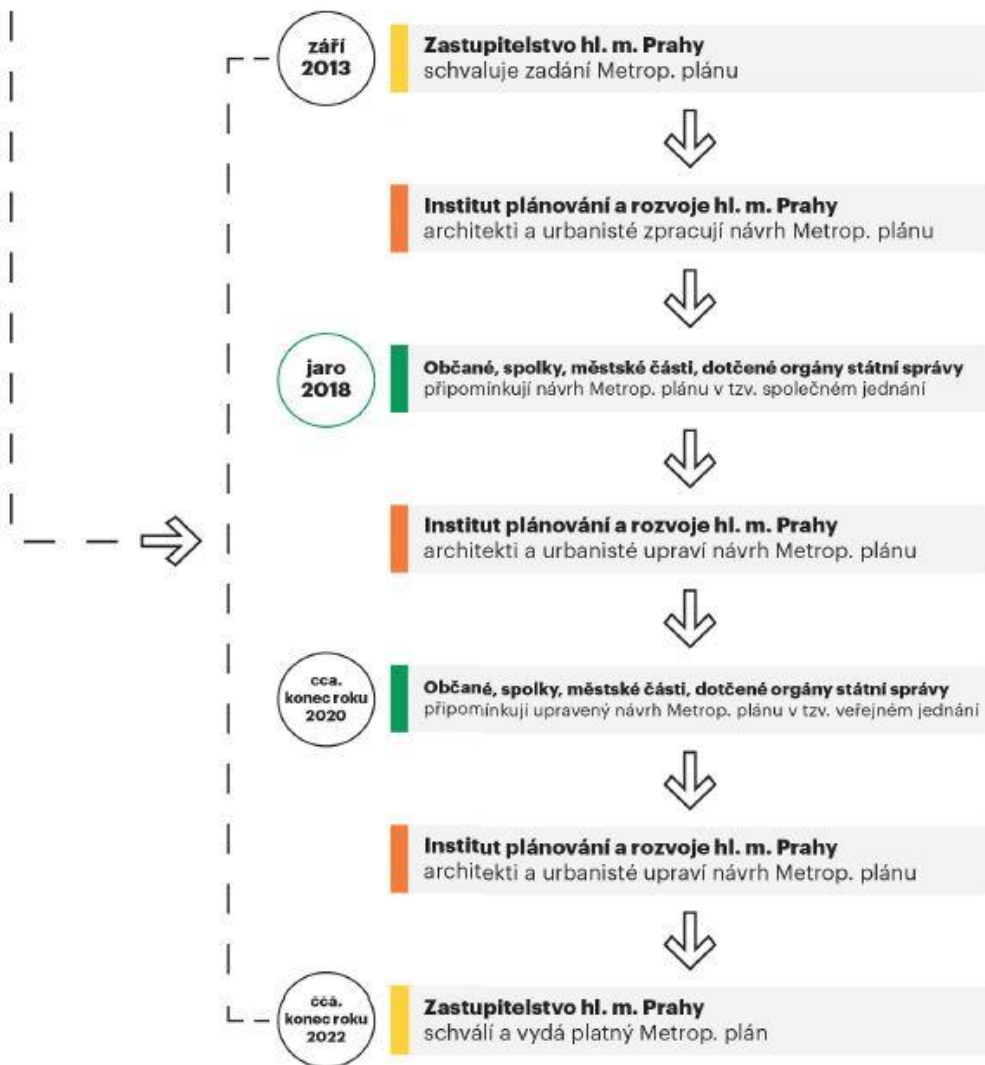 září
2013
Zastupitelstvo hl. m. Prahy
schvaluje zadání Metrop. plánu
Institut plánování a rozvoje hl. m. Prahy
architekti a urbanisté zpracují návrh Metrop. plánu
jaro
2018
Občané, spolky, městské části, dotčené orgány státní správy
připomínkují návrh Metrop. plánu v tzv. společném jednání
Institut plánování a rozvoje hl. m. Prahy
architekti a urbanisté upraví návrh Metrop. plánu
cca.
konec roku
2020
Občané, spolky, městské části, dotčené orgány státní správy
připomínkují upravený návrh Metrop. plánu v tzv. veřejném jednání
Institut plánování a rozvoje hl. m. Prahy
architekti a urbanisté upraví návrh Metrop. plánu
cca.
konec roku
2022
Zastupitelstvo hl. m. Prahy
schválí a vydá platný Metrop. plán